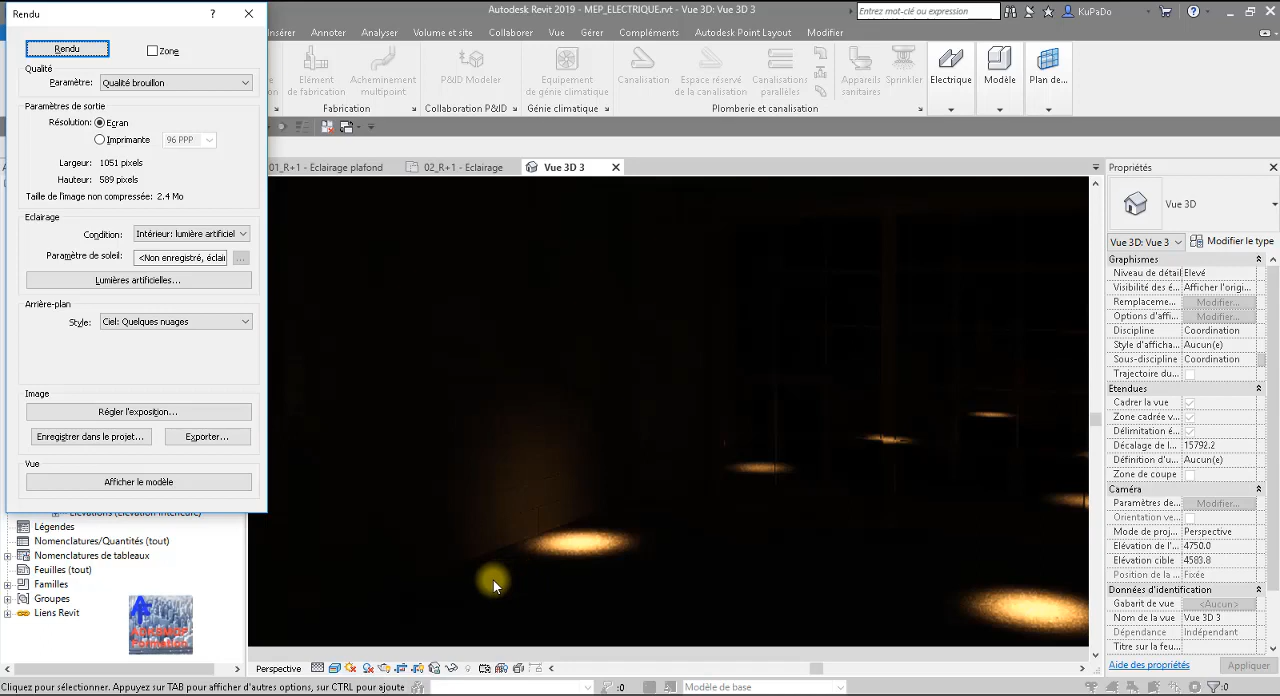 Autodesk Revit 2019 - MEP_ELECTRIQUE.rvt - Vue 3D: Vue 3D 3
Entrez mot-clé ou expression
KuPaDo
Insérer Annoter Analyser Volume et site Collaborer Vue Gérer Compléments Autodesk Point Layout Modifier
Elément de fabrication
Acheminement multipoint
P&ID Modeler
Equipement de génie climatique
Canalisation
Espace réservé de la canalisation
Canalisations parallèles
Appareils sanitaires
Sprinkler
Electrique
Modèle
Plan de...
Fabrication
Collaboration P&ID
Génie climatique
Plomberie et canalisation
01_R+1 - Eclairage plafond
02_R+1 - Eclairage
Vue 3D 3
Rendu
?
Rendu
Zone
Qualité
Paramètre: Qualité brouillon
Paramètres de sortie
Résolution: Ecran
Imprimante 96 PPP
Largeur: 1051 pixels
Hauteur: 589 pixels
Taille de l'image non compressée: 2.4 Mo
Eclairage
Condition: Intérieur: lumière artificiel
Paramètre de soleil: <Non enregistré, éclai
...
Lumières artificielles...
Arrière-plan
Style: Ciel: Quelques nuages
Image
Régler l'exposition...
Enregistrer dans le projet...
Exporter...
Vue
Afficher le modèle
Elévations (Elévation intérieure)
Légendes
Nomenclatures/Quantités (tout)
Nomenclatures de tableaux
Feuilles (tout)
Familles
Groupes
Liens Revit
Formation
Propriétés
Vue 3D
Vue 3D: Vue 3
Modifier le type
Graphismes
Niveau de détail Elevé
Visibilité des é... Afficher l'origi...
Remplaceme... Modifier...
Options d'affi... Modifier...
Discipline Coordination
Style d'afficha... Aucun(e)
Sous-discipline Coordination
Trajectoire du...
Etendues
Cadrer la vue
Zone cadrée v...
Délimitation é...
Décalage de l... 15792.2
Définition d'u... Aucun(e)
Zone de coupe
Caméra
Paramètres de... Modifier...
Orientation ve...
Mode de proj... Perspective
Elévation de l'... 4750.0
Elévation cible 4583.8
Position de la ... Fixée
Données d'identification
Gabarit de vue <Aucun>
Nom de la vue Vue 3D 3
Dépendance Indépendant
Titre sur la feu...
Aide des propriétés
Appliquer
Perspective
Cliquez pour sélectionner. Appuyez sur TAB pour afficher d'autres options, sur CTRL pour ajoute
:0
Modèle de base
:0